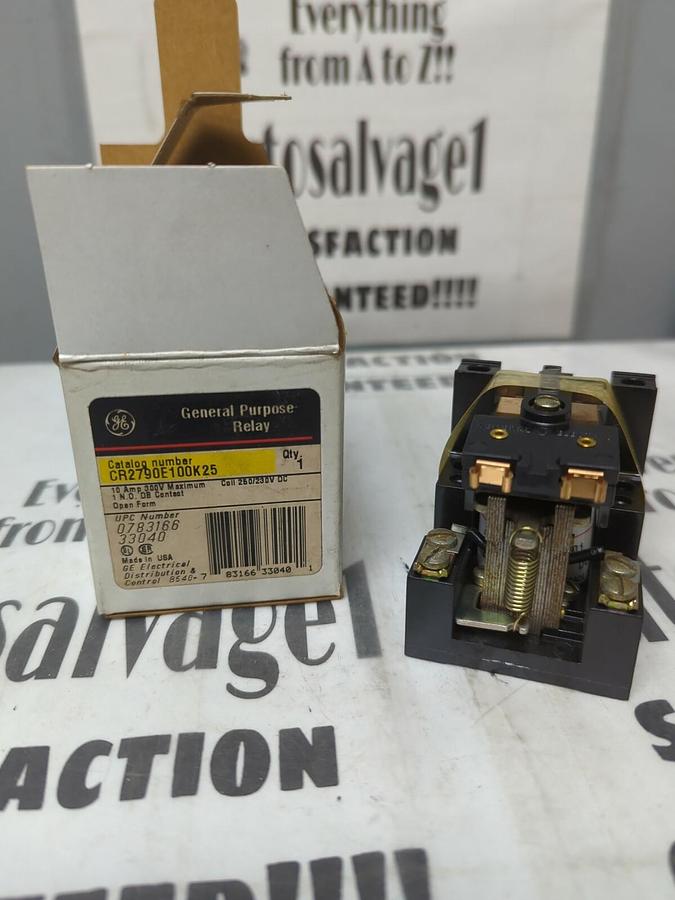 Everything
from A to Z!!
tosalvage1
SFACTION
NTEED!!!!
GE
General Purpose
Relay
Catalog number
CR2790E100K25
Qty.
1
10 Amp 300V Maximum
Coil 250/230V DC
1 N.O. DB Contact
Open Form
UPC Number
0783166
33040
Made in USA
GE Electrical
Distribution &
Control 8540-
7 83166 33040 1
salvage1
ACTION